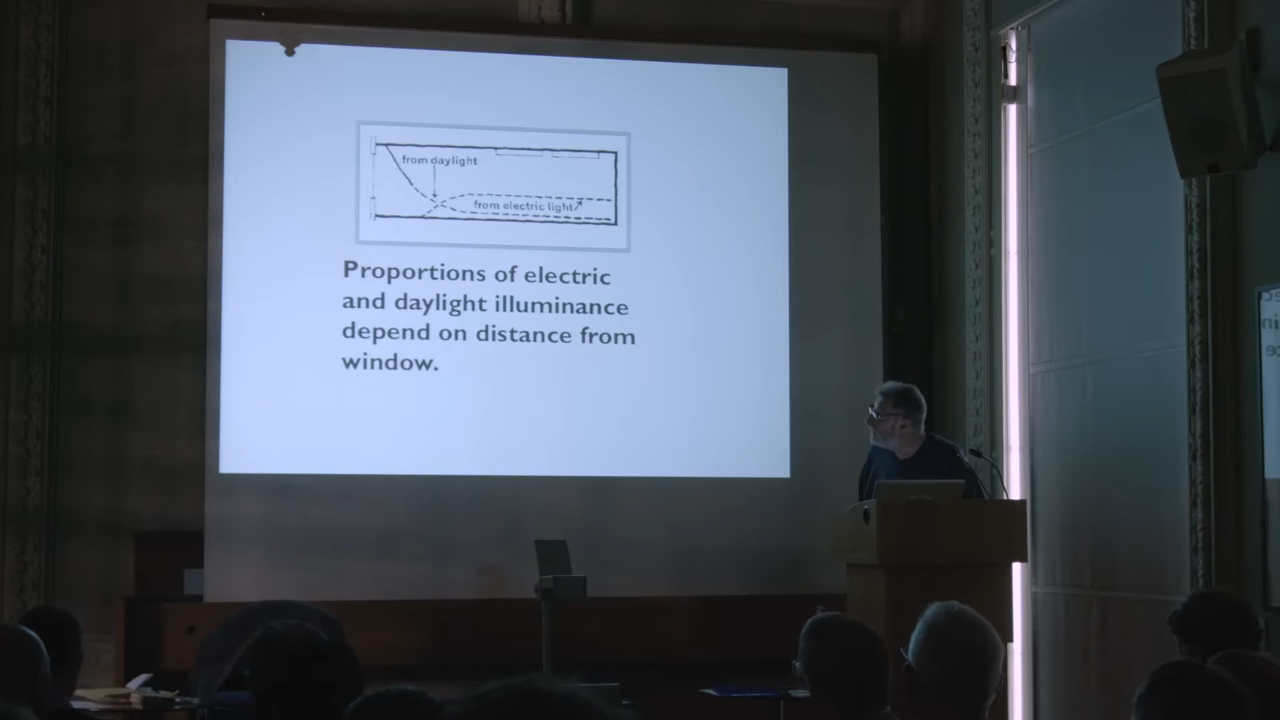 from daylight
from electric light
Proportions of electric
and daylight illuminance
depend on distance from
window.